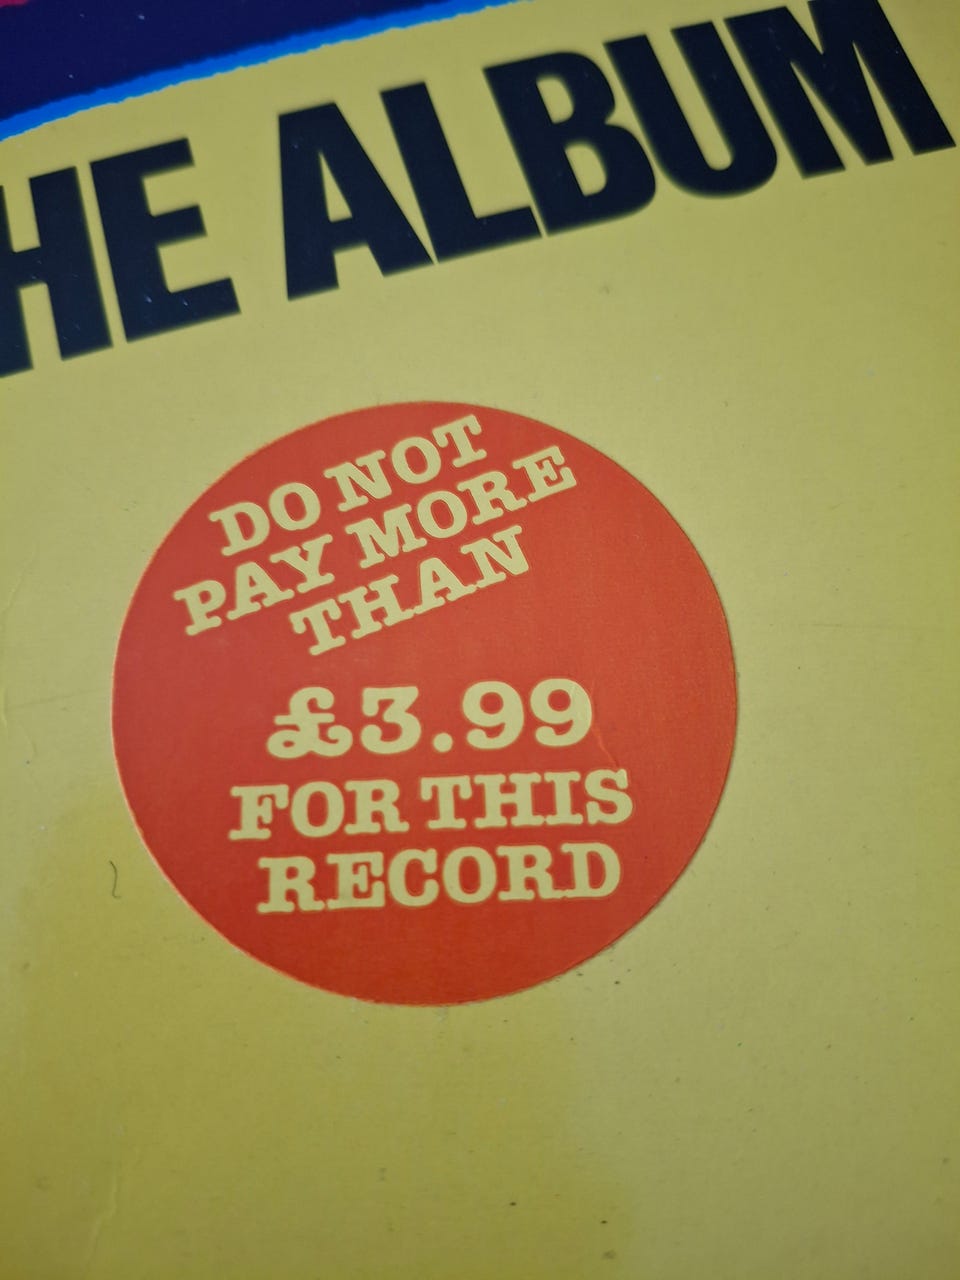 HE ALBUM
DO NOT
PAY MORE
THAN
£3.99
FOR THIS
RECORD